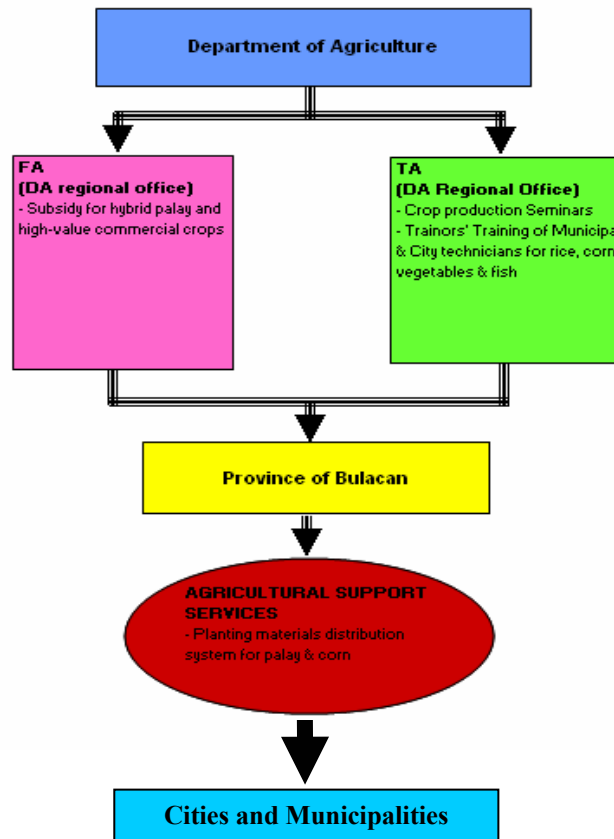 Department of Agriculture
FA
(DA regional office)
- Subsidy for hybrid palay and
high-value commercial crops
TA
(DA Regional Office)
- Crop production Seminars
- Trainors' Training of Municipa
& City technicians for rice, corn
vegetables & fish
Province of Bulacan
AGRICULTURAL SUPPORT
SERVICES
- Planting materials distribution
system for palay & corn
Cities and Municipalities